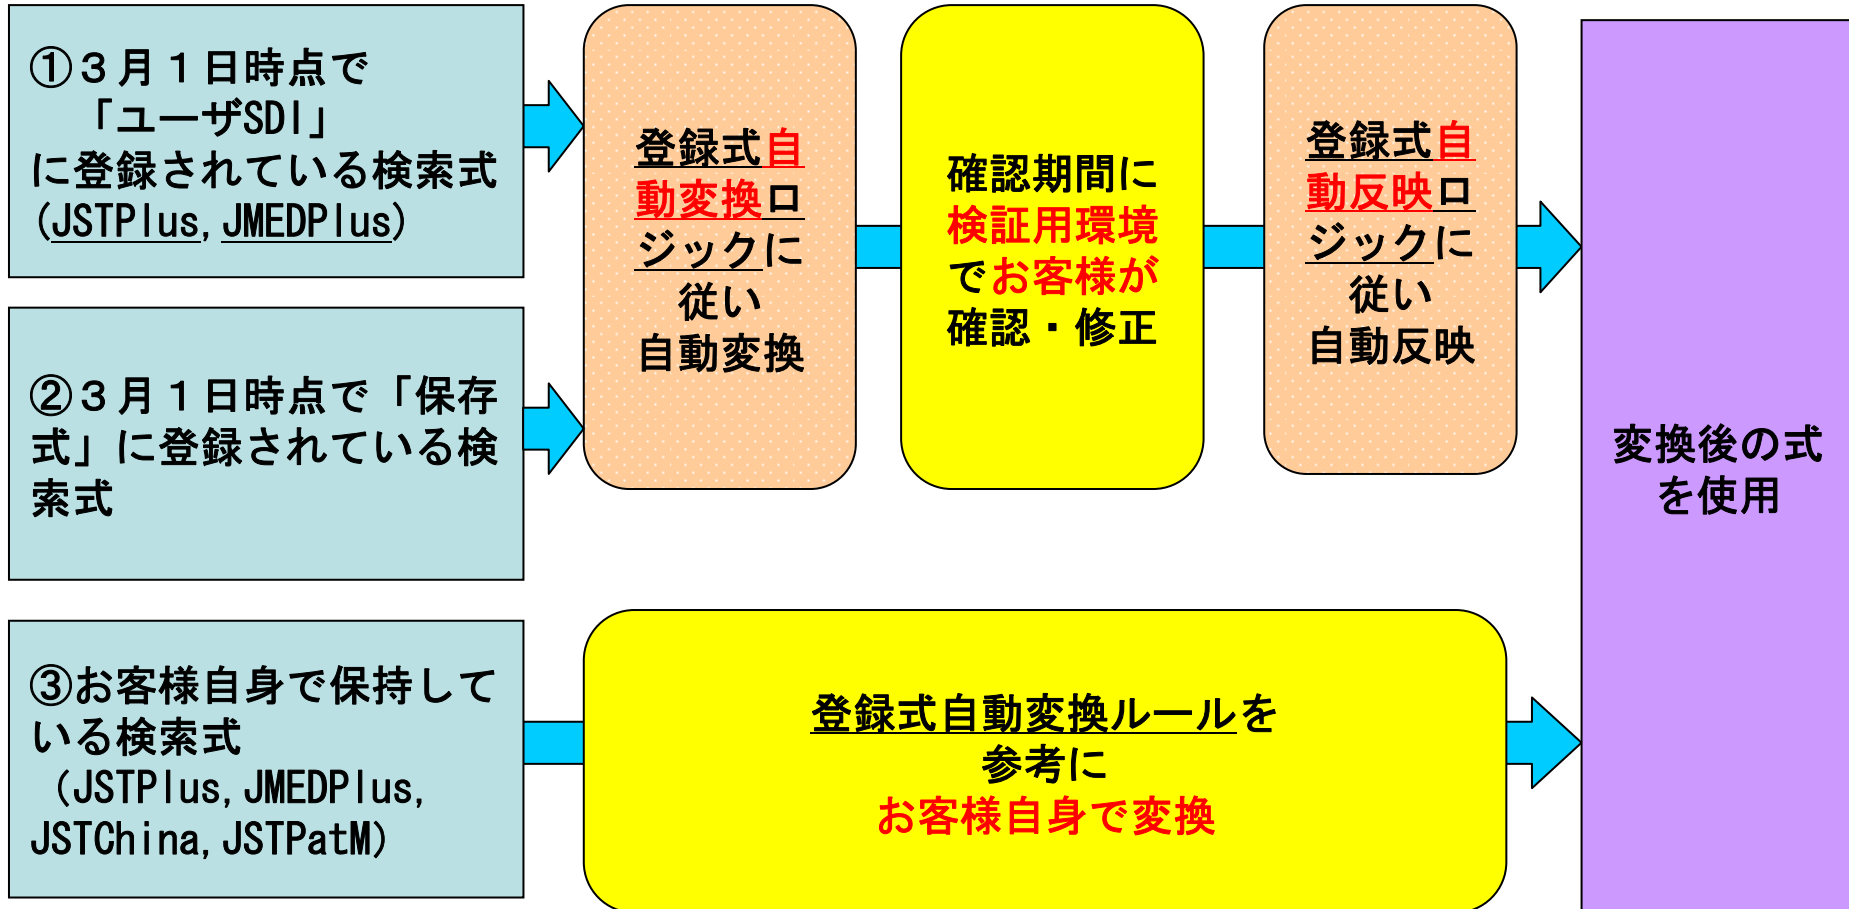 ①３月１日時点で
「ユーザSDI」
に登録されている検索式
(JSTPlus,JMEDPlus)
登録式自
動変換ロ
ジックに
従い
自動変換
確認期間に
検証用環境
でお客様が
確認・修正
登録式自
動反映ロ
ジックに
従い
自動反映
変換後の式
を使用
②３月１日時点で「保存
式」に登録されている検
索式
③お客様自身で保持して
いる検索式
（JSTPlus,JMEDPlus,
JSTChina,JSTPatM)
登録式自動変換ルールを
参考に
お客様自身で変換